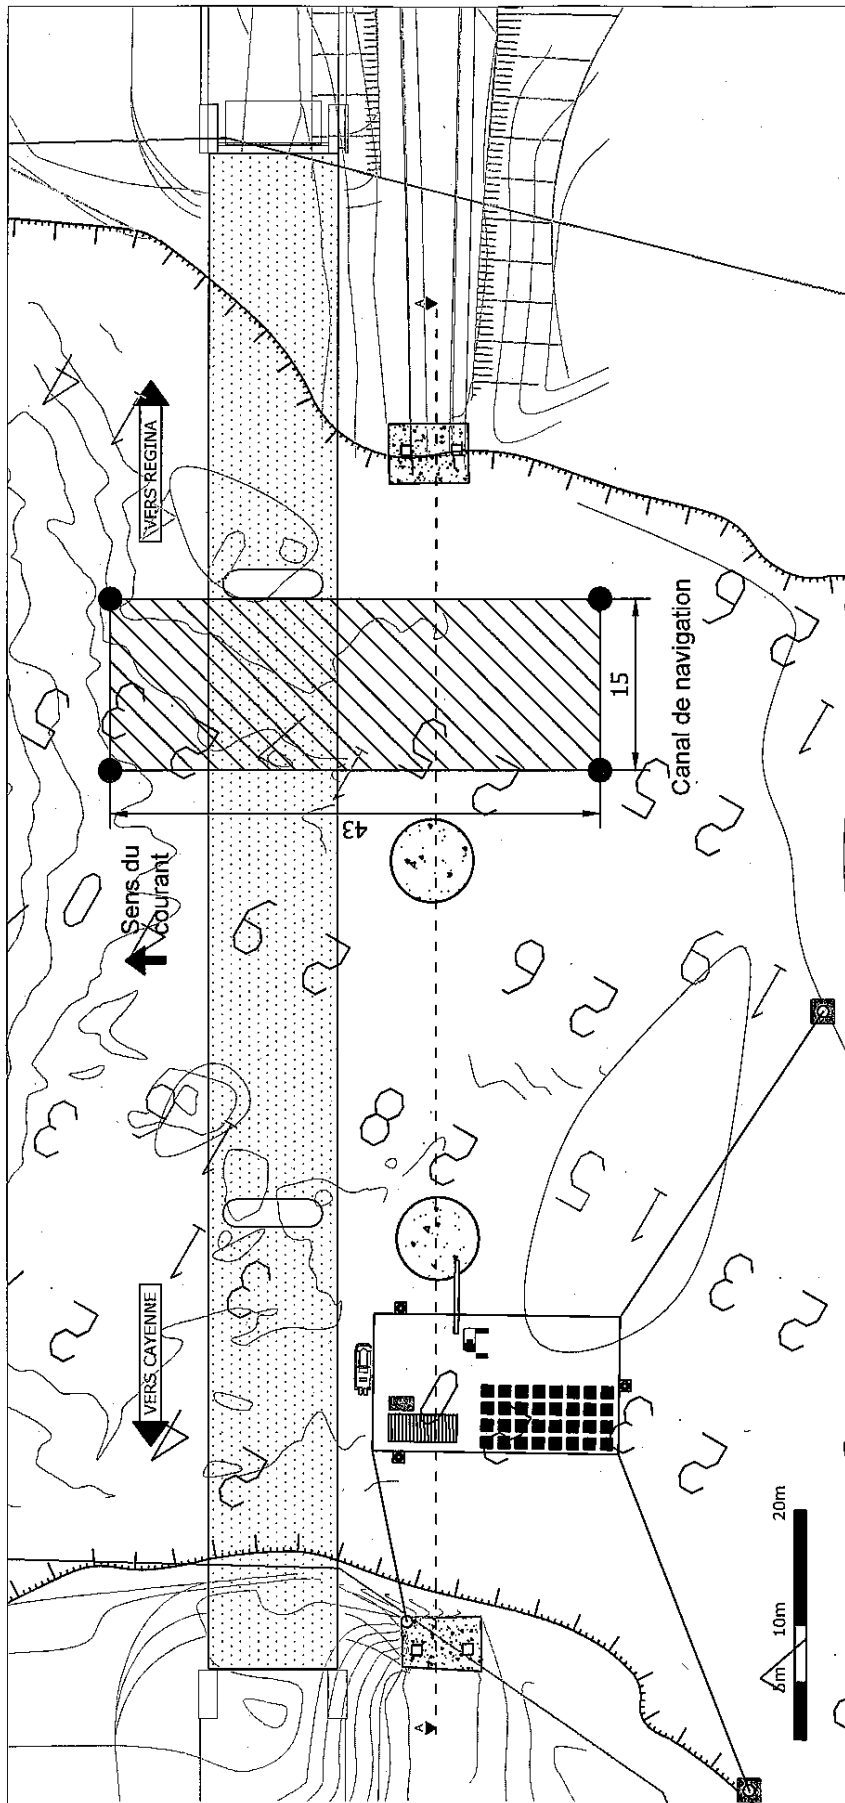 VERS REGINA
A
Canal de navigation
15
43
Sens du
courant
VERS CAYENNE
A
5m
10m
20m